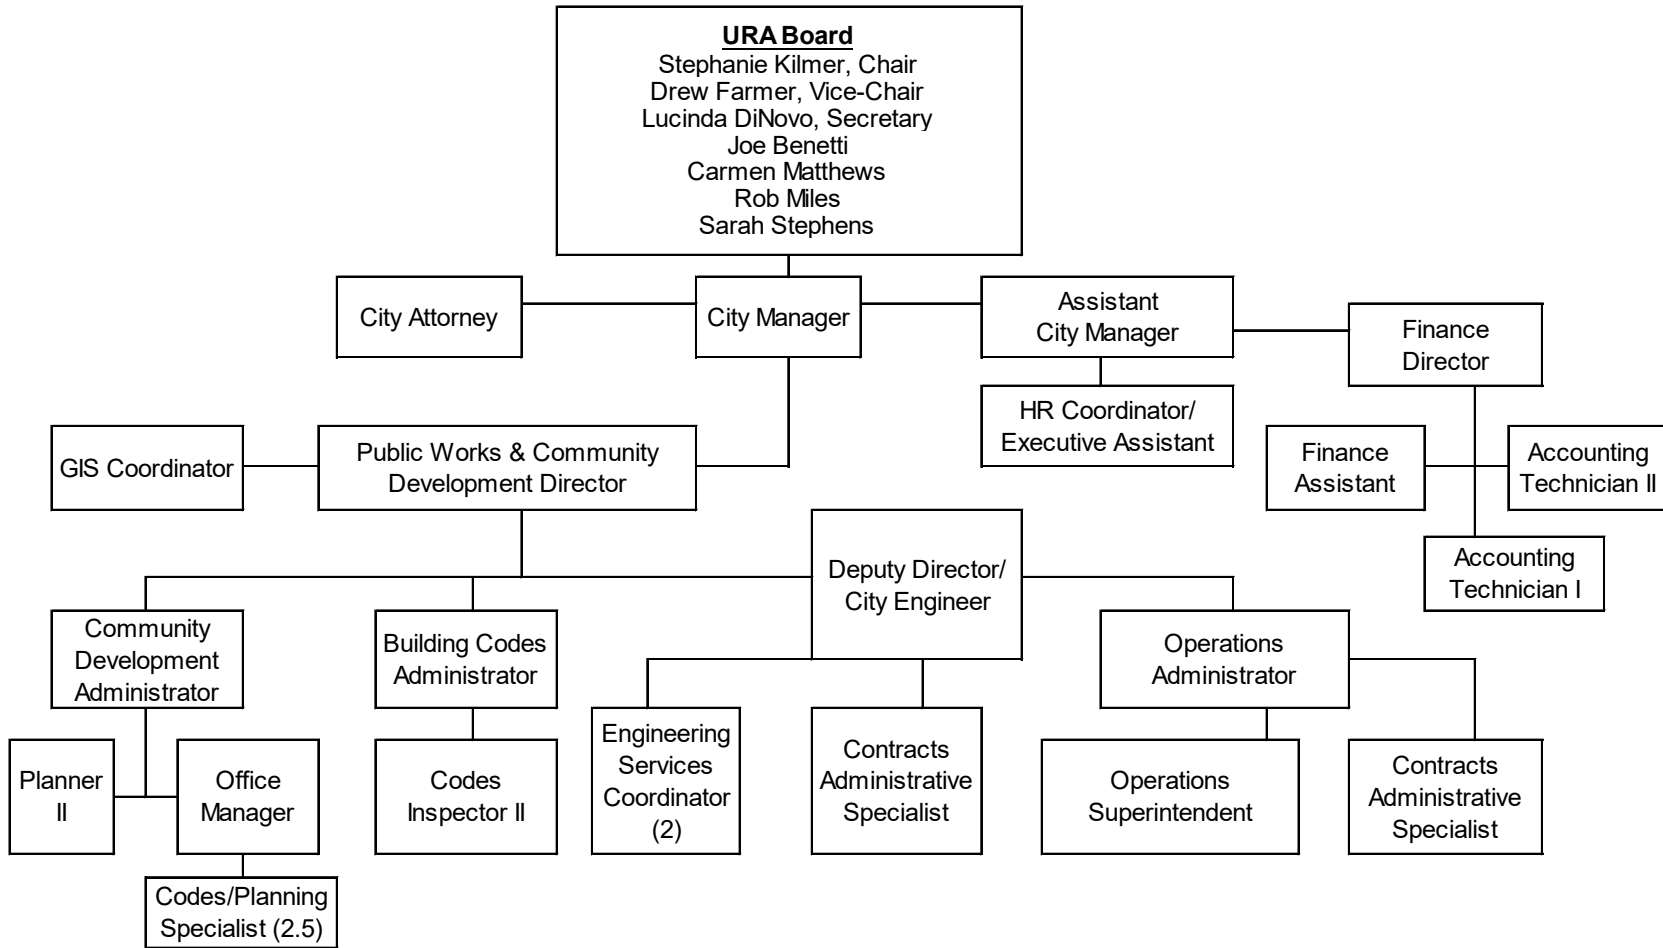 URA Board
Stephanie Kilmer, Chair
Drew Farmer, Vice-Chair
Lucinda DiNovo, Secretary
Joe Benetti
Carmen Matthews
Rob Miles
Sarah Stephens
City Attorney
City Manager
Assistant
City Manager
Finance
Director
HR Coordinator/
Executive Assistant
GIS Coordinator
Public Works & Community
Development Director
Finance
Assistant
Accounting
Technician II
Accounting
Technician I
Deputy Director/
City Engineer
Community
Development
Administrator
Building Codes
Administrator
Operations
Administrator
Planner
II
Office
Manager
Codes
Inspector II
Engineering
Services
Coordinator
(2)
Contracts
Administrative
Specialist
Operations
Superintendent
Contracts
Administrative
Specialist
Codes/Planning
Specialist (2.5)